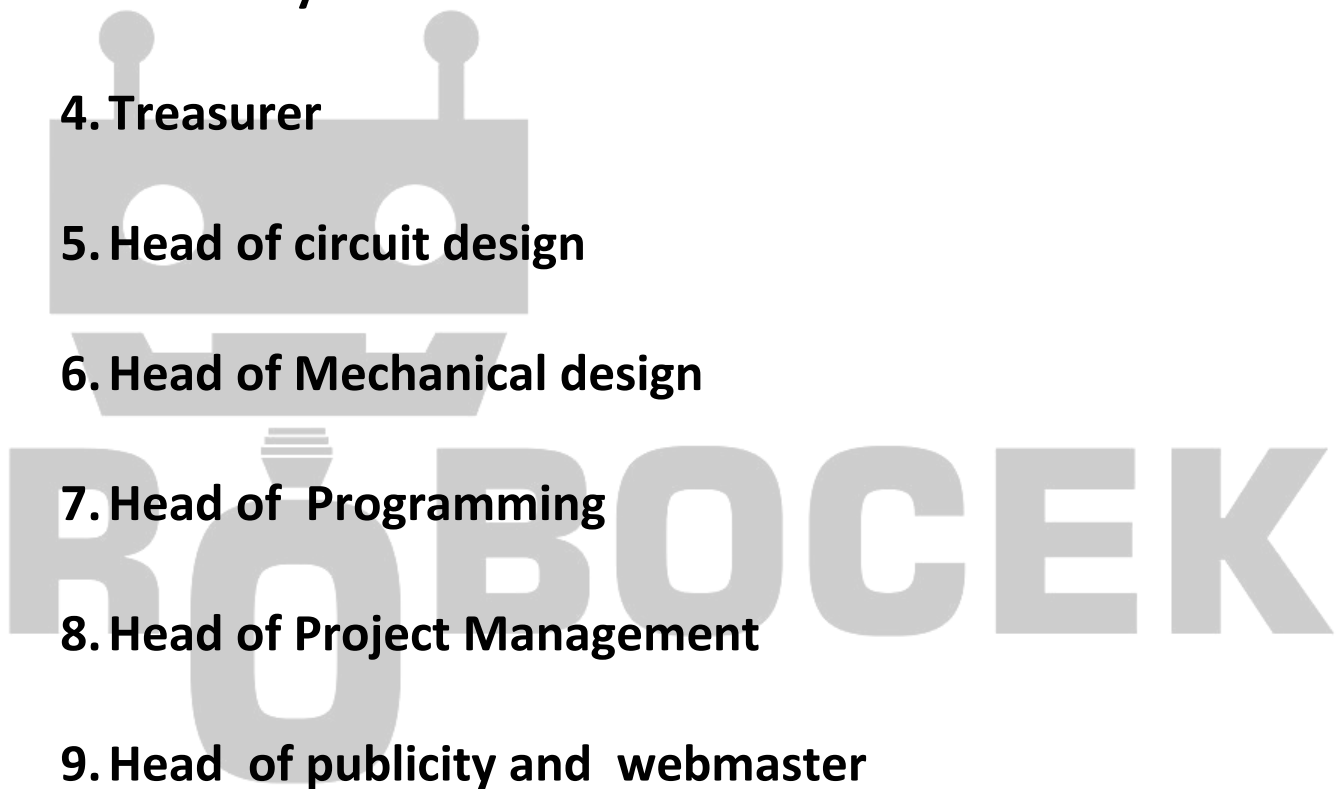 4. Treasurer
5. Head of circuit design
6. Head of Mechanical design
7. Head of  Programming
ROBOCEK
8. Head of Project Management
9. Head  of publicity and  webmaster